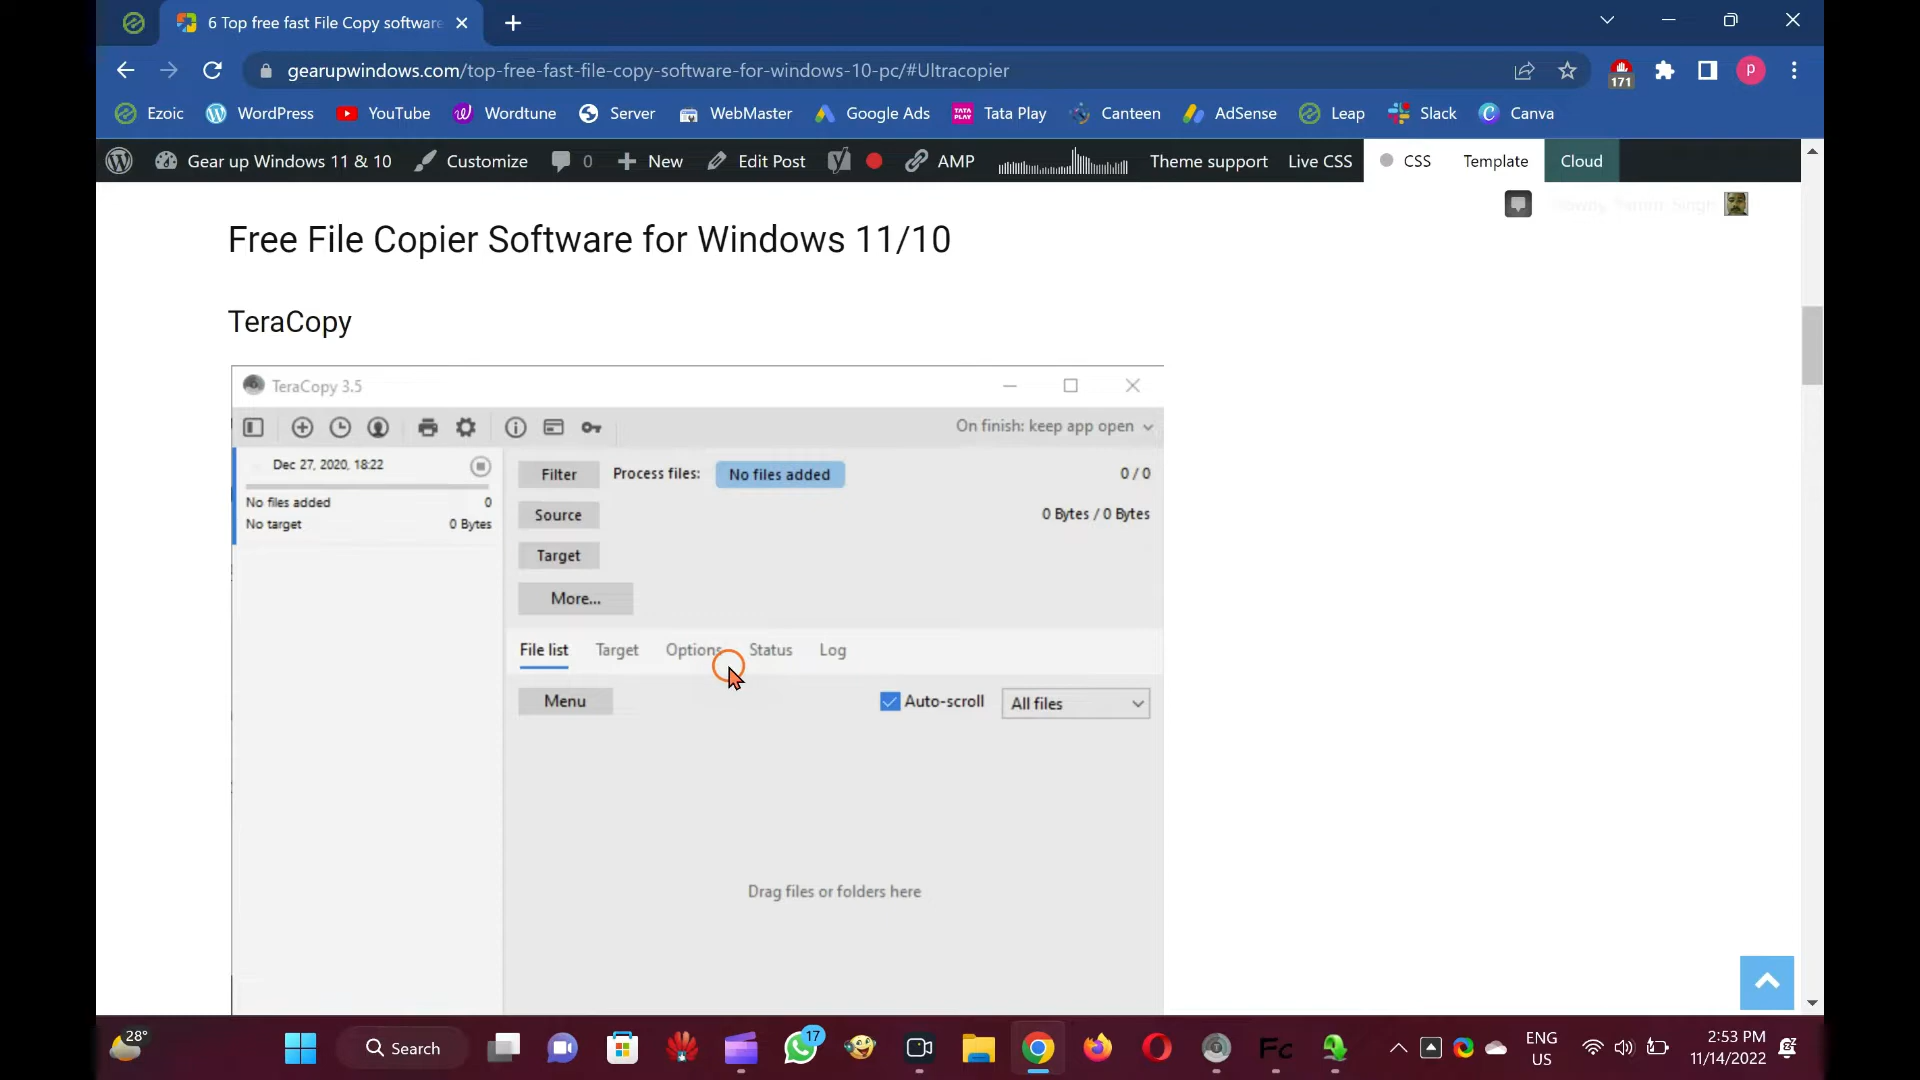 6 Top free fast File Copy software
gearupwindows.com/top-free-fast-file-copy-software-for-windows-10-pc/#Ultracopier
171
P
Ezoic WordPress YouTube Wordtune Server WebMaster Google Ads TATA PLAY Tata Play Canteen AdSense Leap Slack Canva
Gear up Windows 11 & 10 Customize 0 New Edit Post AMP Theme support Live CSS CSS Template Cloud
Free File Copier Software for Windows 11/10
TeraCopy
TeraCopy 3.5
On finish: keep app open
Dec 27, 2020, 18:22
No files added 0
No target 0 Bytes
Filter Process files: No files added 0 / 0
Source 0 Bytes / 0 Bytes
Target
More...
File list Target Options Status Log
Menu Auto-scroll All files
Drag files or folders here
28°
Search
17
Fc
ENG
US
2:53 PM
11/14/2022